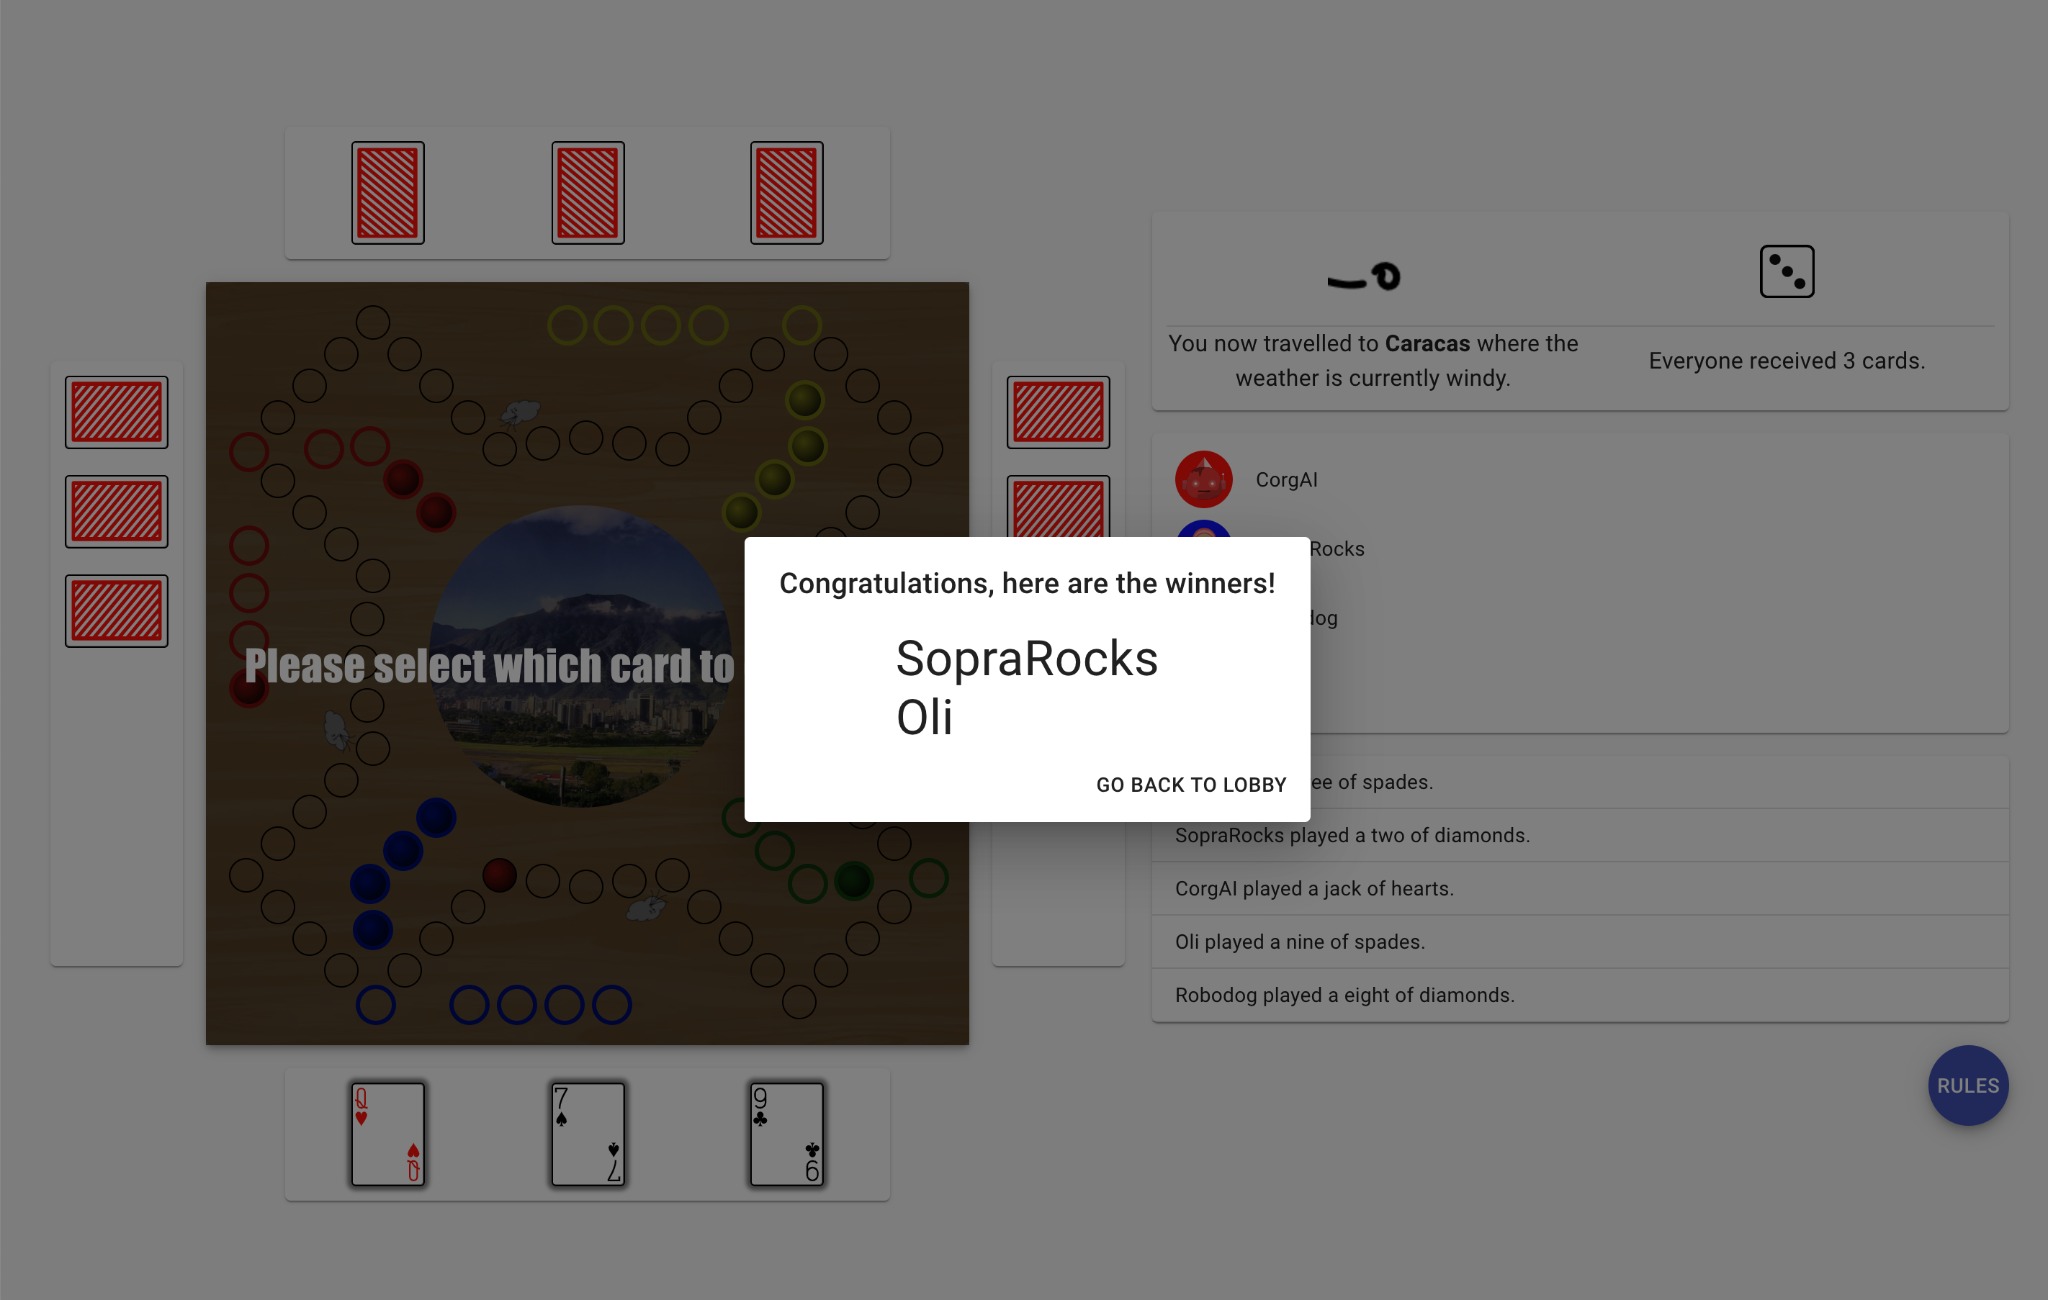 You now travelled to Caracas where the
weather is currently windy.
Everyone received 3 cards.
CorgAI
Rocks
Please select which card to
Congratulations, here are the winners!
SopraRocks
Oli
GO BACK TO LOBBY
of spades.
SopraRocks played a two of diamonds.
CorgAI played a jack of hearts.
Oli played a nine of spades.
Robodog played a eight of diamonds.
RULES
Q
Q
7
7
9
9